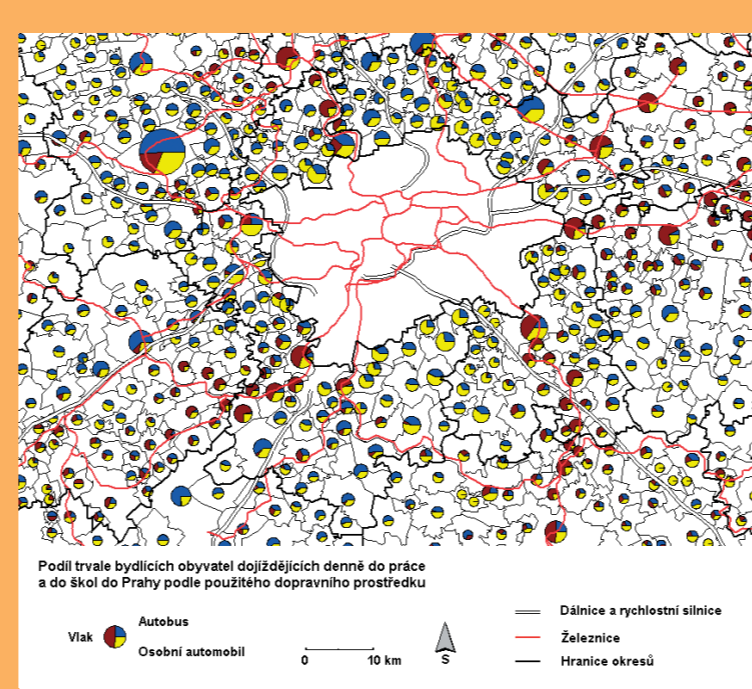 Podíl trvale bydlících obyvatel dojíždějících denně do práce
a do škol do Prahy podle použitého dopravního prostředku
Vlak
Autobus
Osobní automobil
0 10 km
S
Dálnice a rychlostní silnice
Železnice
Hranice okresů